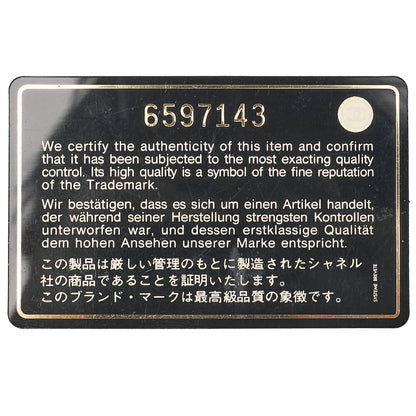 6597143
We certify the authenticity of this item and confirm
that it has been subjected to the most exacting quality
control. Its high quality is a symbol of the fine reputation
of the Trademark.
Wir bestätigen, dass es sich um einen Artikel handelt,
der während seiner Herstellung strengsten Kontrollen
unterworfen war, und dessen erstklassige Qualität
dem hohen Ansehen unserer Marke entspricht.
この製品は厳しい管理のもとに製造されたシャネル
社の商品であることを証明いたします。
このブランド・マークは最高級品質の象徴です。